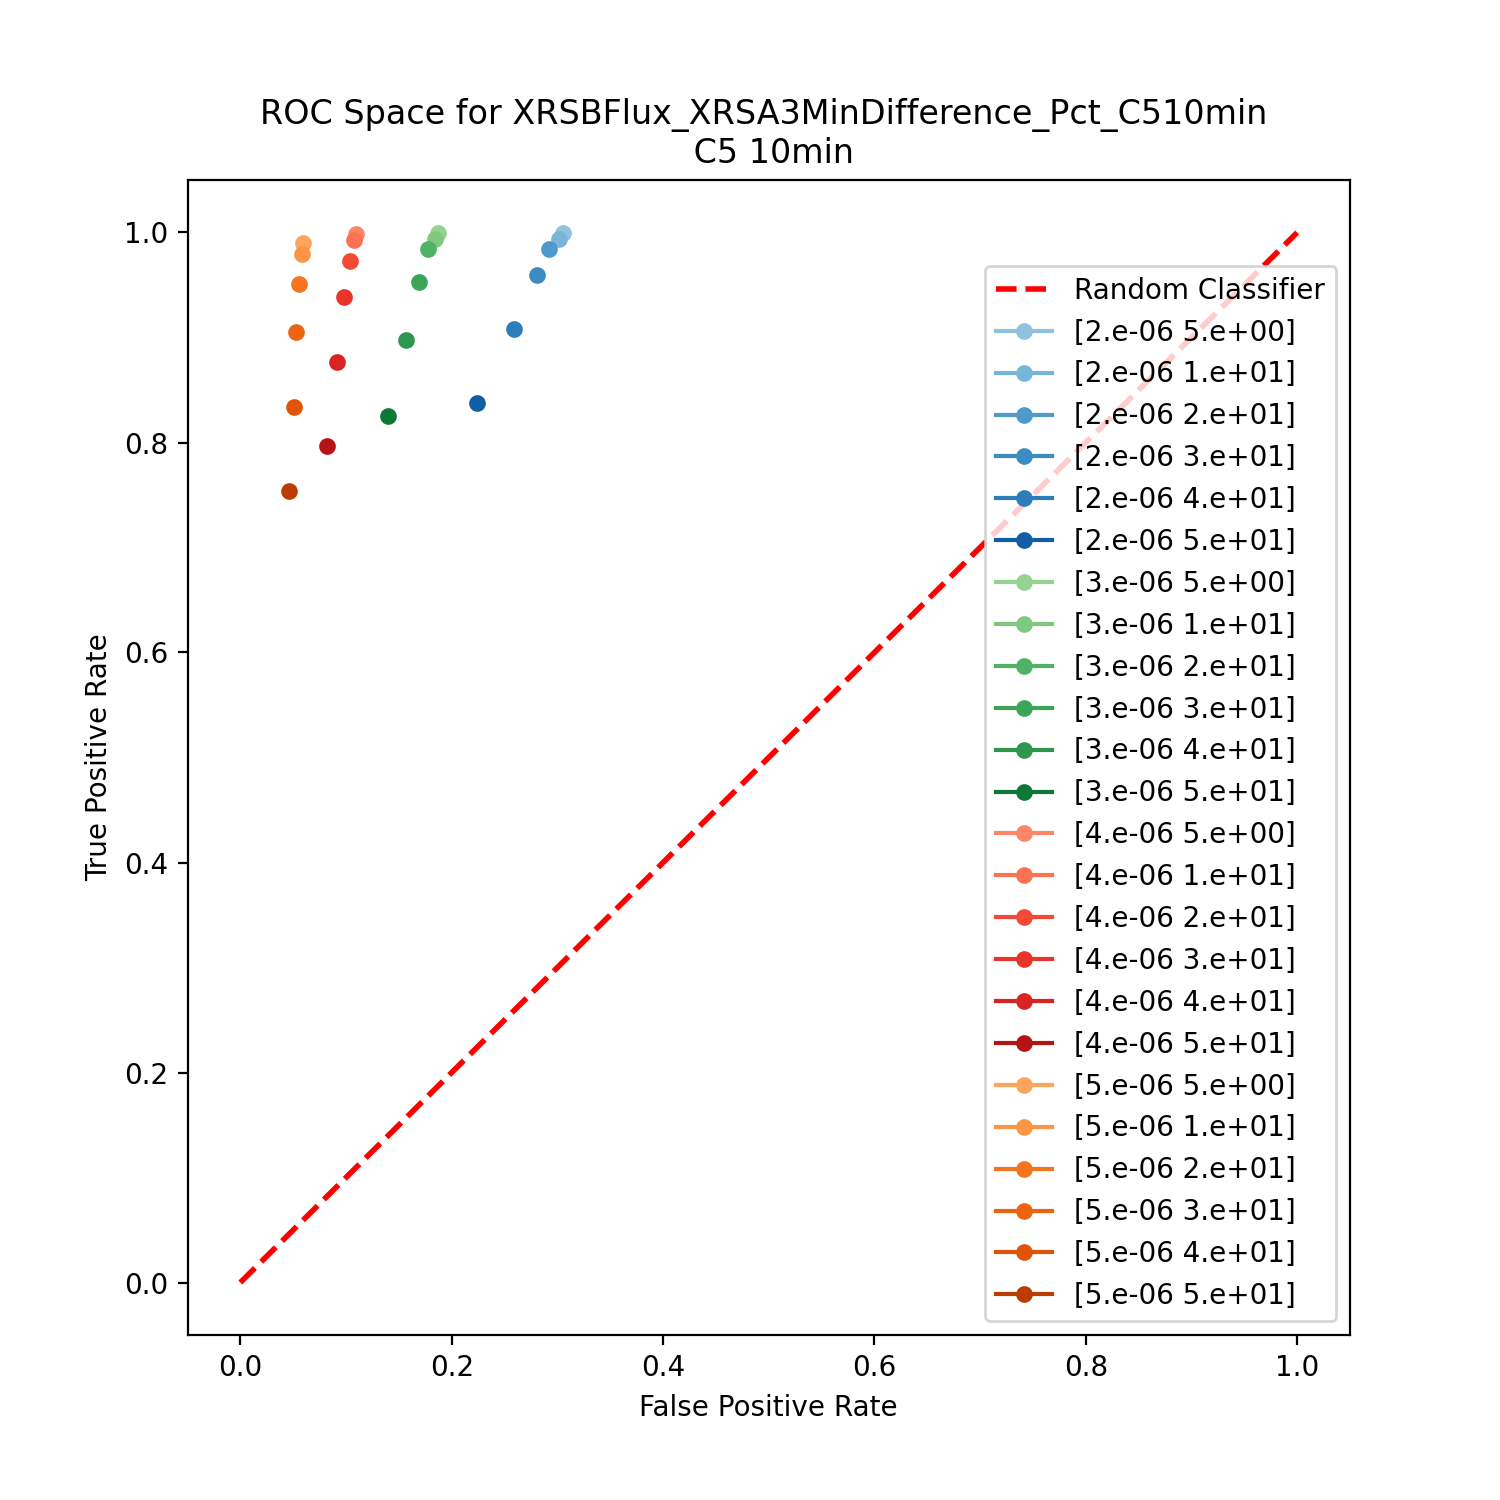 ROC Space for XRSBFlux_XRSA3MinDifference_Pct_C510min
C5 10min
True Positive Rate
1.0
0.8
0.6
0.4
0.2
0.0
0.0 0.2 0.4 0.6 0.8 1.0
False Positive Rate
Random Classifier
[2.e-06 5.e+00]
[2.e-06 1.e+01]
[2.e-06 2.e+01]
[2.e-06 3.e+01]
[2.e-06 4.e+01]
[2.e-06 5.e+01]
[3.e-06 5.e+00]
[3.e-06 1.e+01]
[3.e-06 2.e+01]
[3.e-06 3.e+01]
[3.e-06 4.e+01]
[3.e-06 5.e+01]
[4.e-06 5.e+00]
[4.e-06 1.e+01]
[4.e-06 2.e+01]
[4.e-06 3.e+01]
[4.e-06 4.e+01]
[4.e-06 5.e+01]
[5.e-06 5.e+00]
[5.e-06 1.e+01]
[5.e-06 2.e+01]
[5.e-06 3.e+01]
[5.e-06 4.e+01]
[5.e-06 5.e+01]